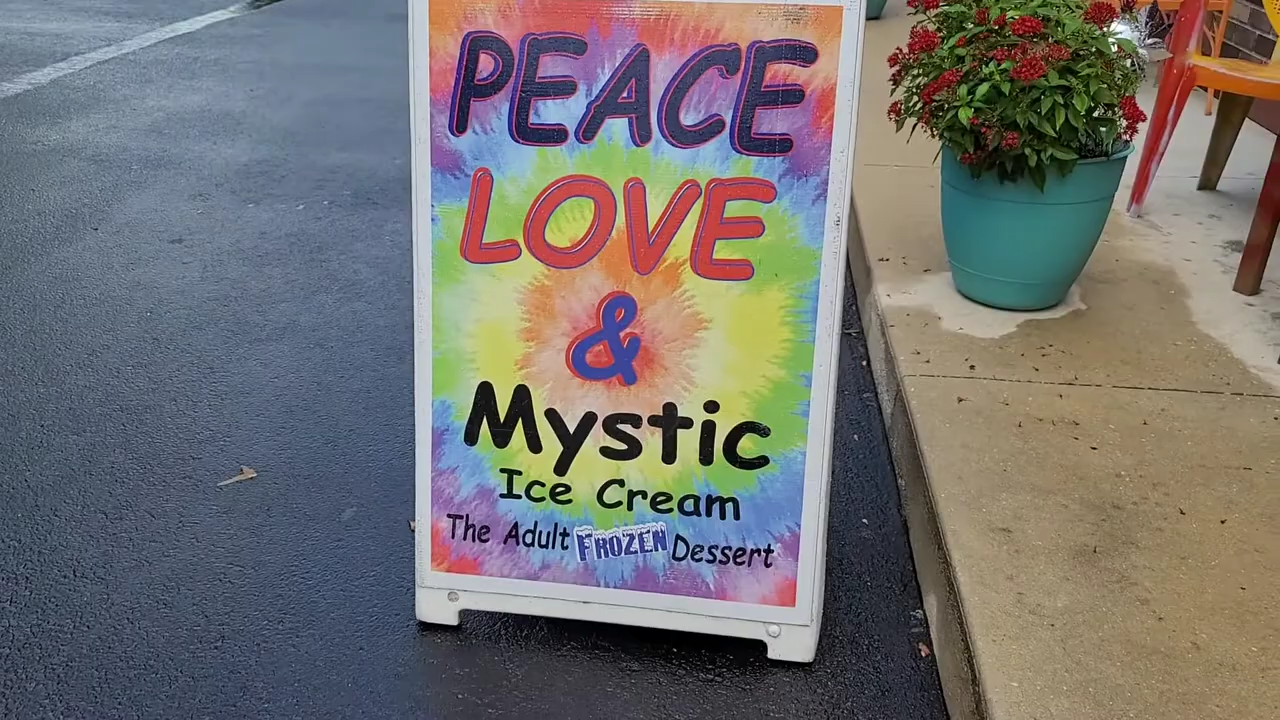 PEACE
LOVE
&
Mystic
Ice Cream
The Adult FROZEN Dessert